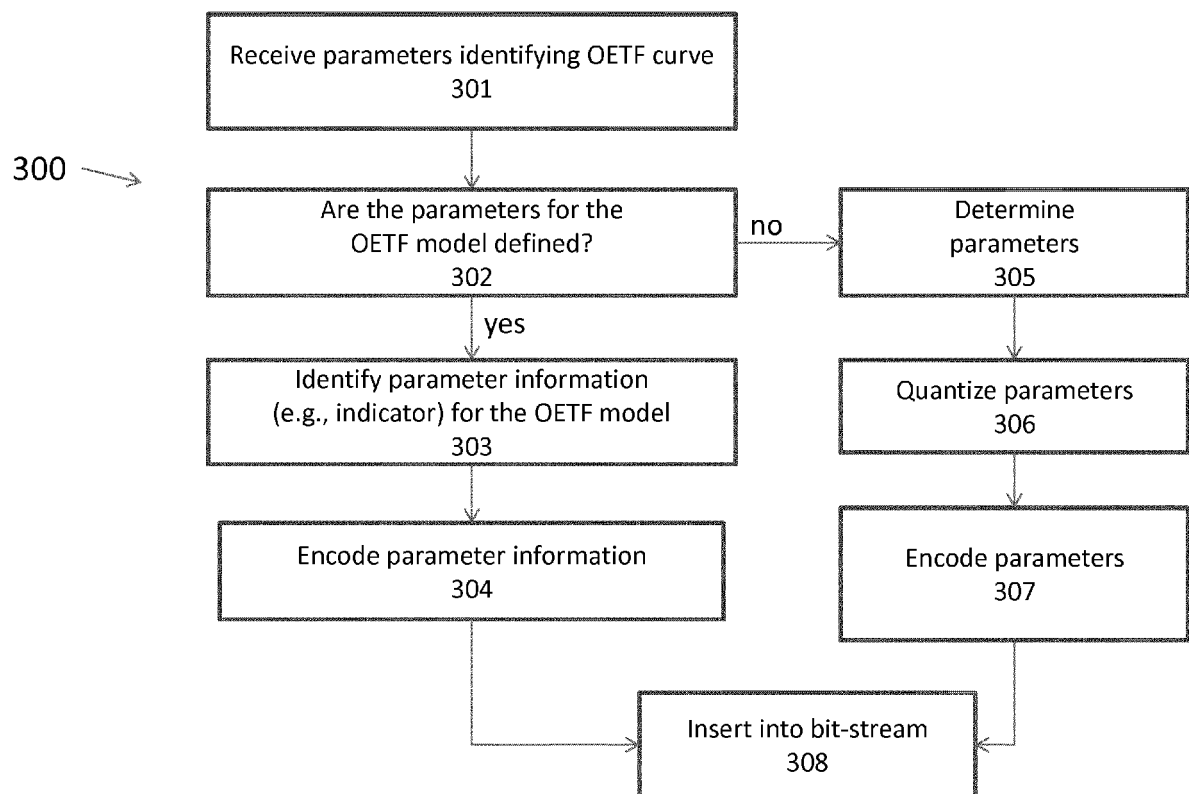 Receive parameters identifying OETF curve
301
300
Are the parameters for the
OETF model defined?
302
no
Determine
parameters
305
yes
Identify parameter information
(e.g., indicator) for the OETF model
303
Quantize parameters
306
Encode parameter information
304
Encode parameters
307
Insert into bit-stream
308